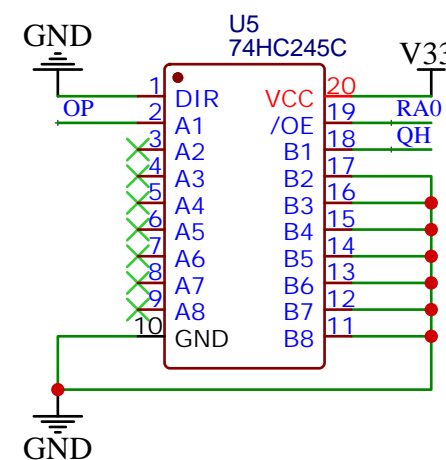 U5
74HC245C
GND
V33
1 DIR VCC 20
OP 2 A1 /OE 19 RA0
3 A2 B1 18 QH
4 A3 B2 17
5 A4 B3 16
6 A5 B4 15
7 A6 B5 14
8 A7 B6 13
9 A8 B7 12
10 GND B8 11
GND